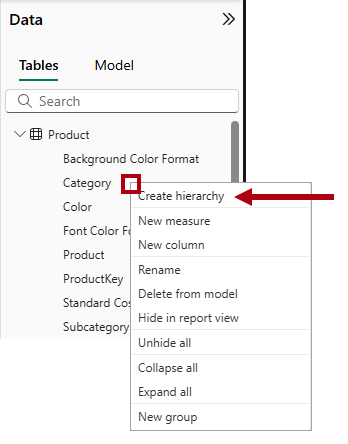 Data
Tables Model
Search
Product
Background Color Format
Category
Create hierarchy
Color
New measure
Font Color Fo
New column
Product
ProductKey
Rename
Standard Cos
Delete from model
Subcategory
Hide in report view
Unhide all
Collapse all
Expand all
New group